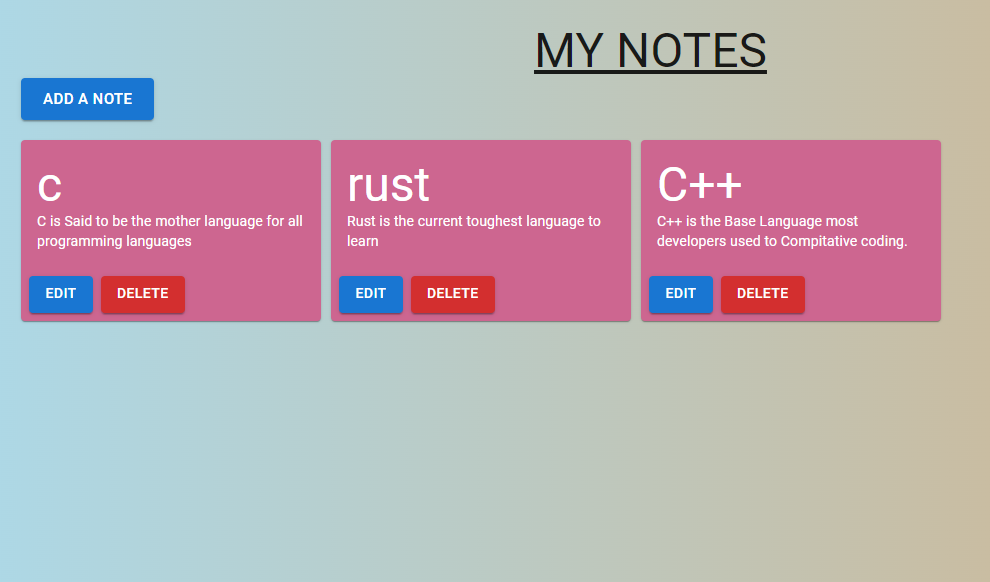 MY NOTES
ADD A NOTE
c
C is Said to be the mother language for all
programming languages
EDIT DELETE
rust
Rust is the current toughest language to
learn
EDIT DELETE
C++
C++ is the Base Language most
developers used to Compitative coding.
EDIT DELETE